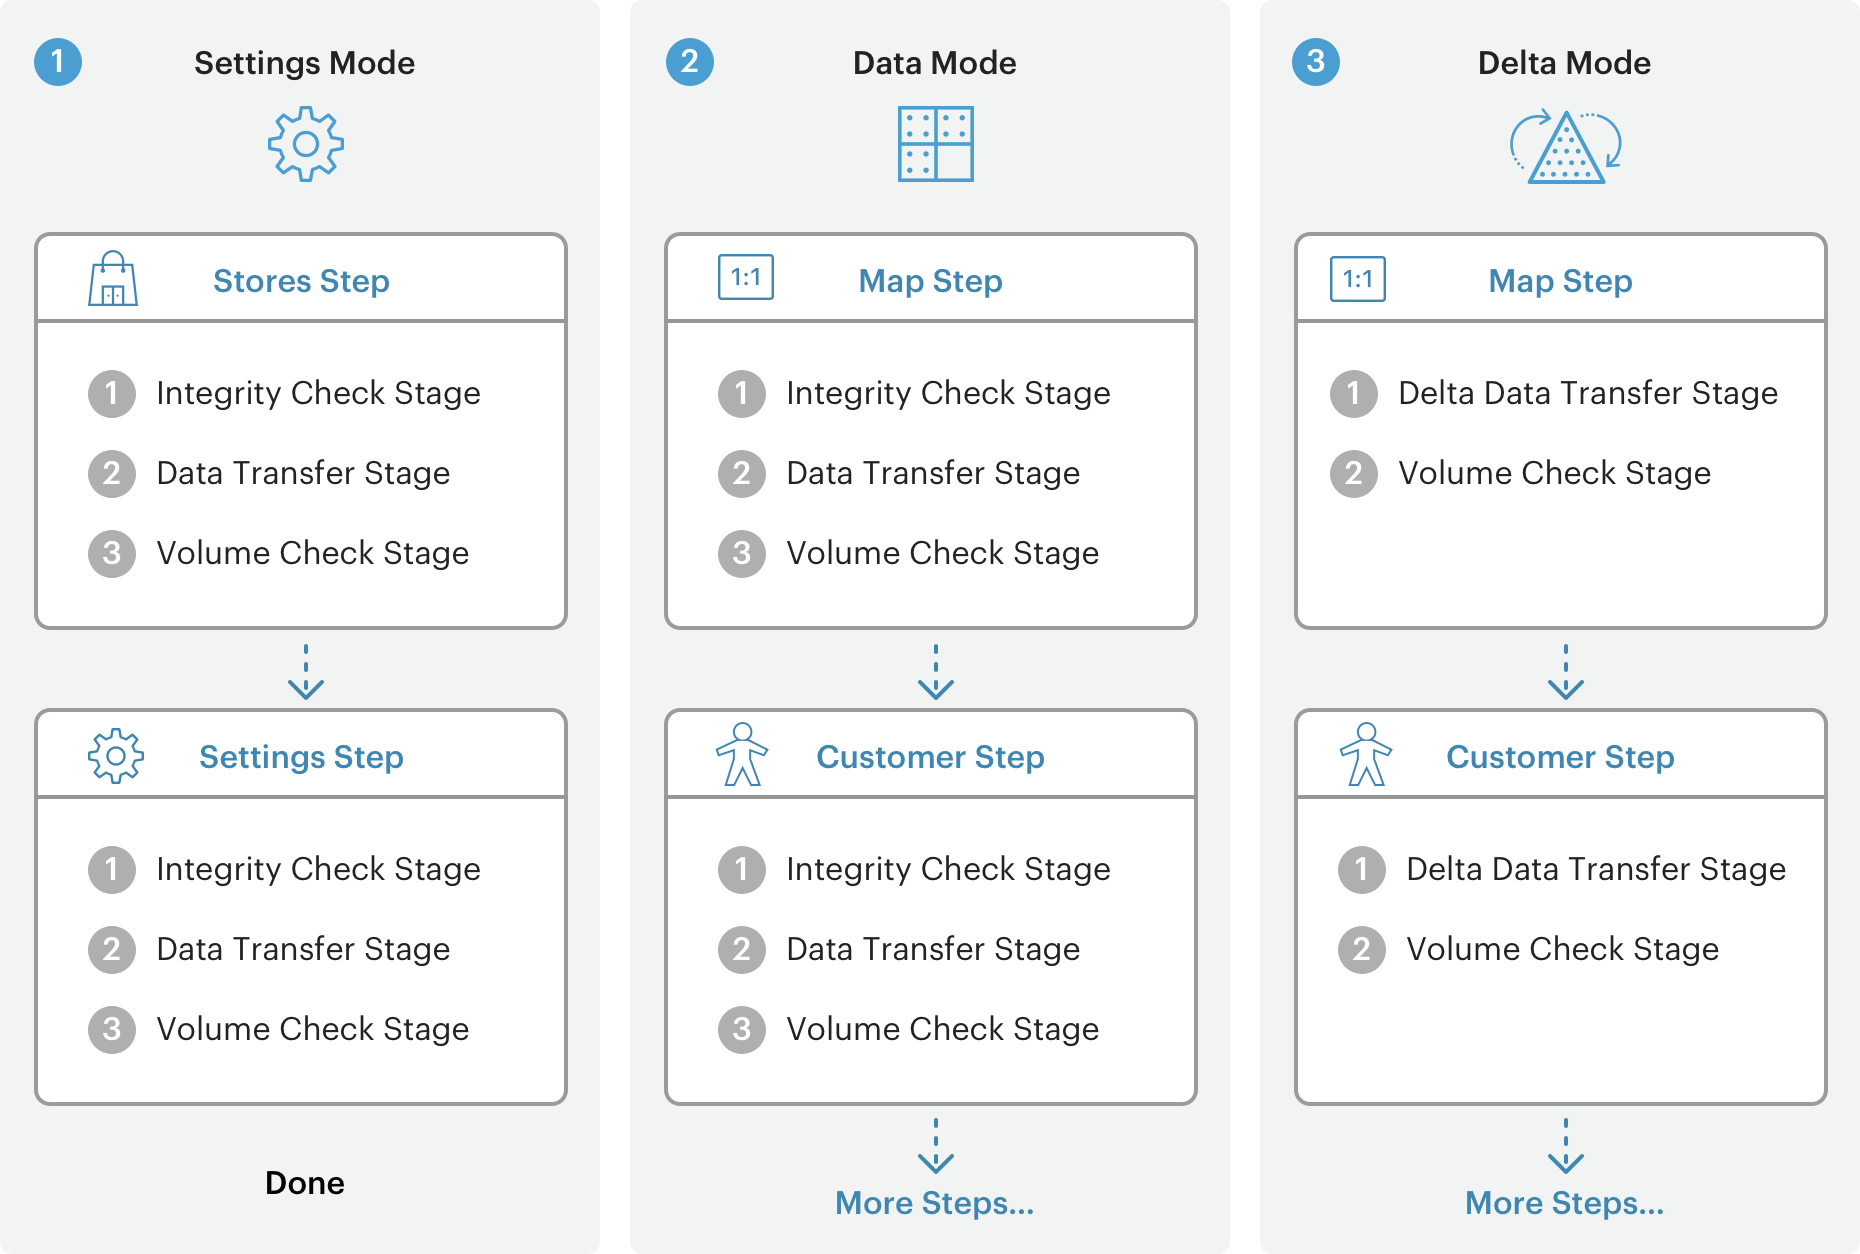 1 Settings Mode
Stores Step
1 Integrity Check Stage
2 Data Transfer Stage
3 Volume Check Stage
Settings Step
1 Integrity Check Stage
2 Data Transfer Stage
3 Volume Check Stage
Done
2 Data Mode
1:1 Map Step
1 Integrity Check Stage
2 Data Transfer Stage
3 Volume Check Stage
Customer Step
1 Integrity Check Stage
2 Data Transfer Stage
3 Volume Check Stage
More Steps...
3 Delta Mode
1:1 Map Step
1 Delta Data Transfer Stage
2 Volume Check Stage
Customer Step
1 Delta Data Transfer Stage
2 Volume Check Stage
More Steps...